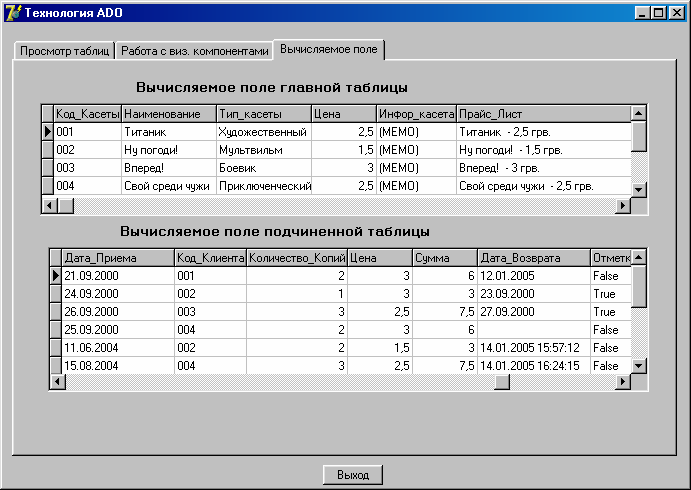 Технология ADO
Просмотр таблиц Работа с виз. компонентами Вычисляемое поле
Вычисляемое поле главной таблицы
Код_Касеты Наименование Тип_касеты Цена Инфор_касета Прайс_Лист
001 Титаник Художественный 2,5 (MEMO) Титаник - 2,5 грв.
002 Ну погоди! Мультвильм 1,5 (MEMO) Ну погоди! - 1,5 грв.
003 Вперед! Боевик 3 (MEMO) Вперед! - 3 грв.
004 Свой среди чужи Приключенческий 2,5 (MEMO) Свой среди чужи - 2,5 грв.
Вычисляемое поле подчиненной таблицы
Дата_Приема Код_Клиента Количество_Копий Цена Сумма Дата_Возврата Отметк
21.09.2000 001 2 3 6 12.01.2005 False
24.09.2000 002 1 3 3 23.09.2000 True
26.09.2000 003 3 2,5 7,5 27.09.2000 True
25.09.2000 004 2 3 6 False
11.06.2004 002 2 1,5 3 14.01.2005 15:57:12 False
15.08.2004 004 3 2,5 7,5 14.01.2005 16:24:15 False
Выход